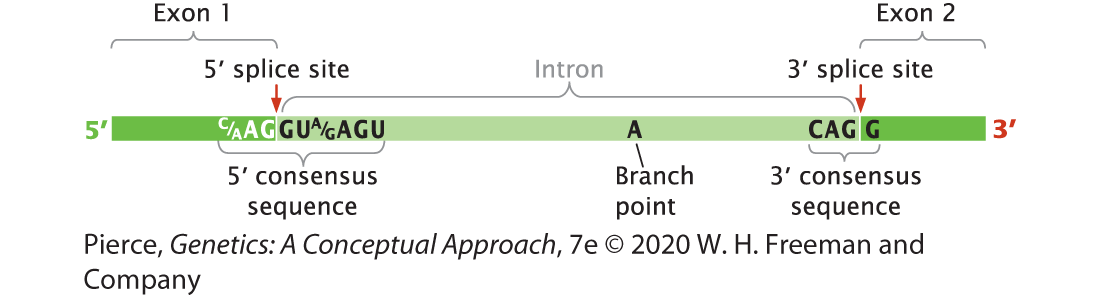 Exon 1 Exon 2
5′ splice site Intron 3′ splice site
5′ C/AAG GUA/GAGU A CAG G 3′
5′ consensus sequence
Branch point
3′ consensus sequence
Pierce, Genetics: A Conceptual Approach, 7e © 2020 W. H. Freeman and
Company